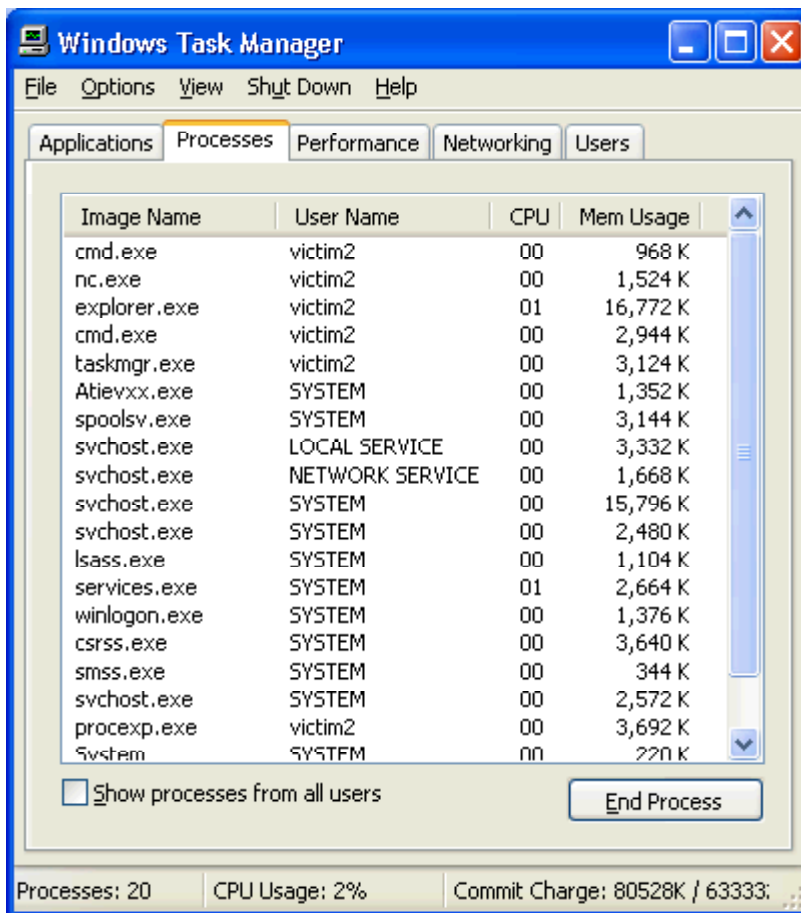 Windows Task Manager
File Options View Shut Down Help
Applications Processes Performance Networking Users
Image Name User Name CPU Mem Usage
cmd.exe victim2 00 968 K
nc.exe victim2 00 1,524 K
explorer.exe victim2 01 16,772 K
cmd.exe victim2 00 2,944 K
taskmgr.exe victim2 00 3,124 K
Atievxx.exe SYSTEM 00 1,352 K
spoolsv.exe SYSTEM 00 3,144 K
svchost.exe LOCAL SERVICE 00 3,332 K
svchost.exe NETWORK SERVICE 00 1,668 K
svchost.exe SYSTEM 00 15,796 K
svchost.exe SYSTEM 00 2,480 K
lsass.exe SYSTEM 00 1,104 K
services.exe SYSTEM 01 2,664 K
winlogon.exe SYSTEM 00 1,376 K
csrss.exe SYSTEM 00 3,640 K
smss.exe SYSTEM 00 344 K
svchost.exe SYSTEM 00 2,572 K
procexp.exe victim2 00 3,692 K
System SYSTEM 00 220 K
Show processes from all users
End Process
Processes: 20 CPU Usage: 2% Commit Charge: 80528K / 63333